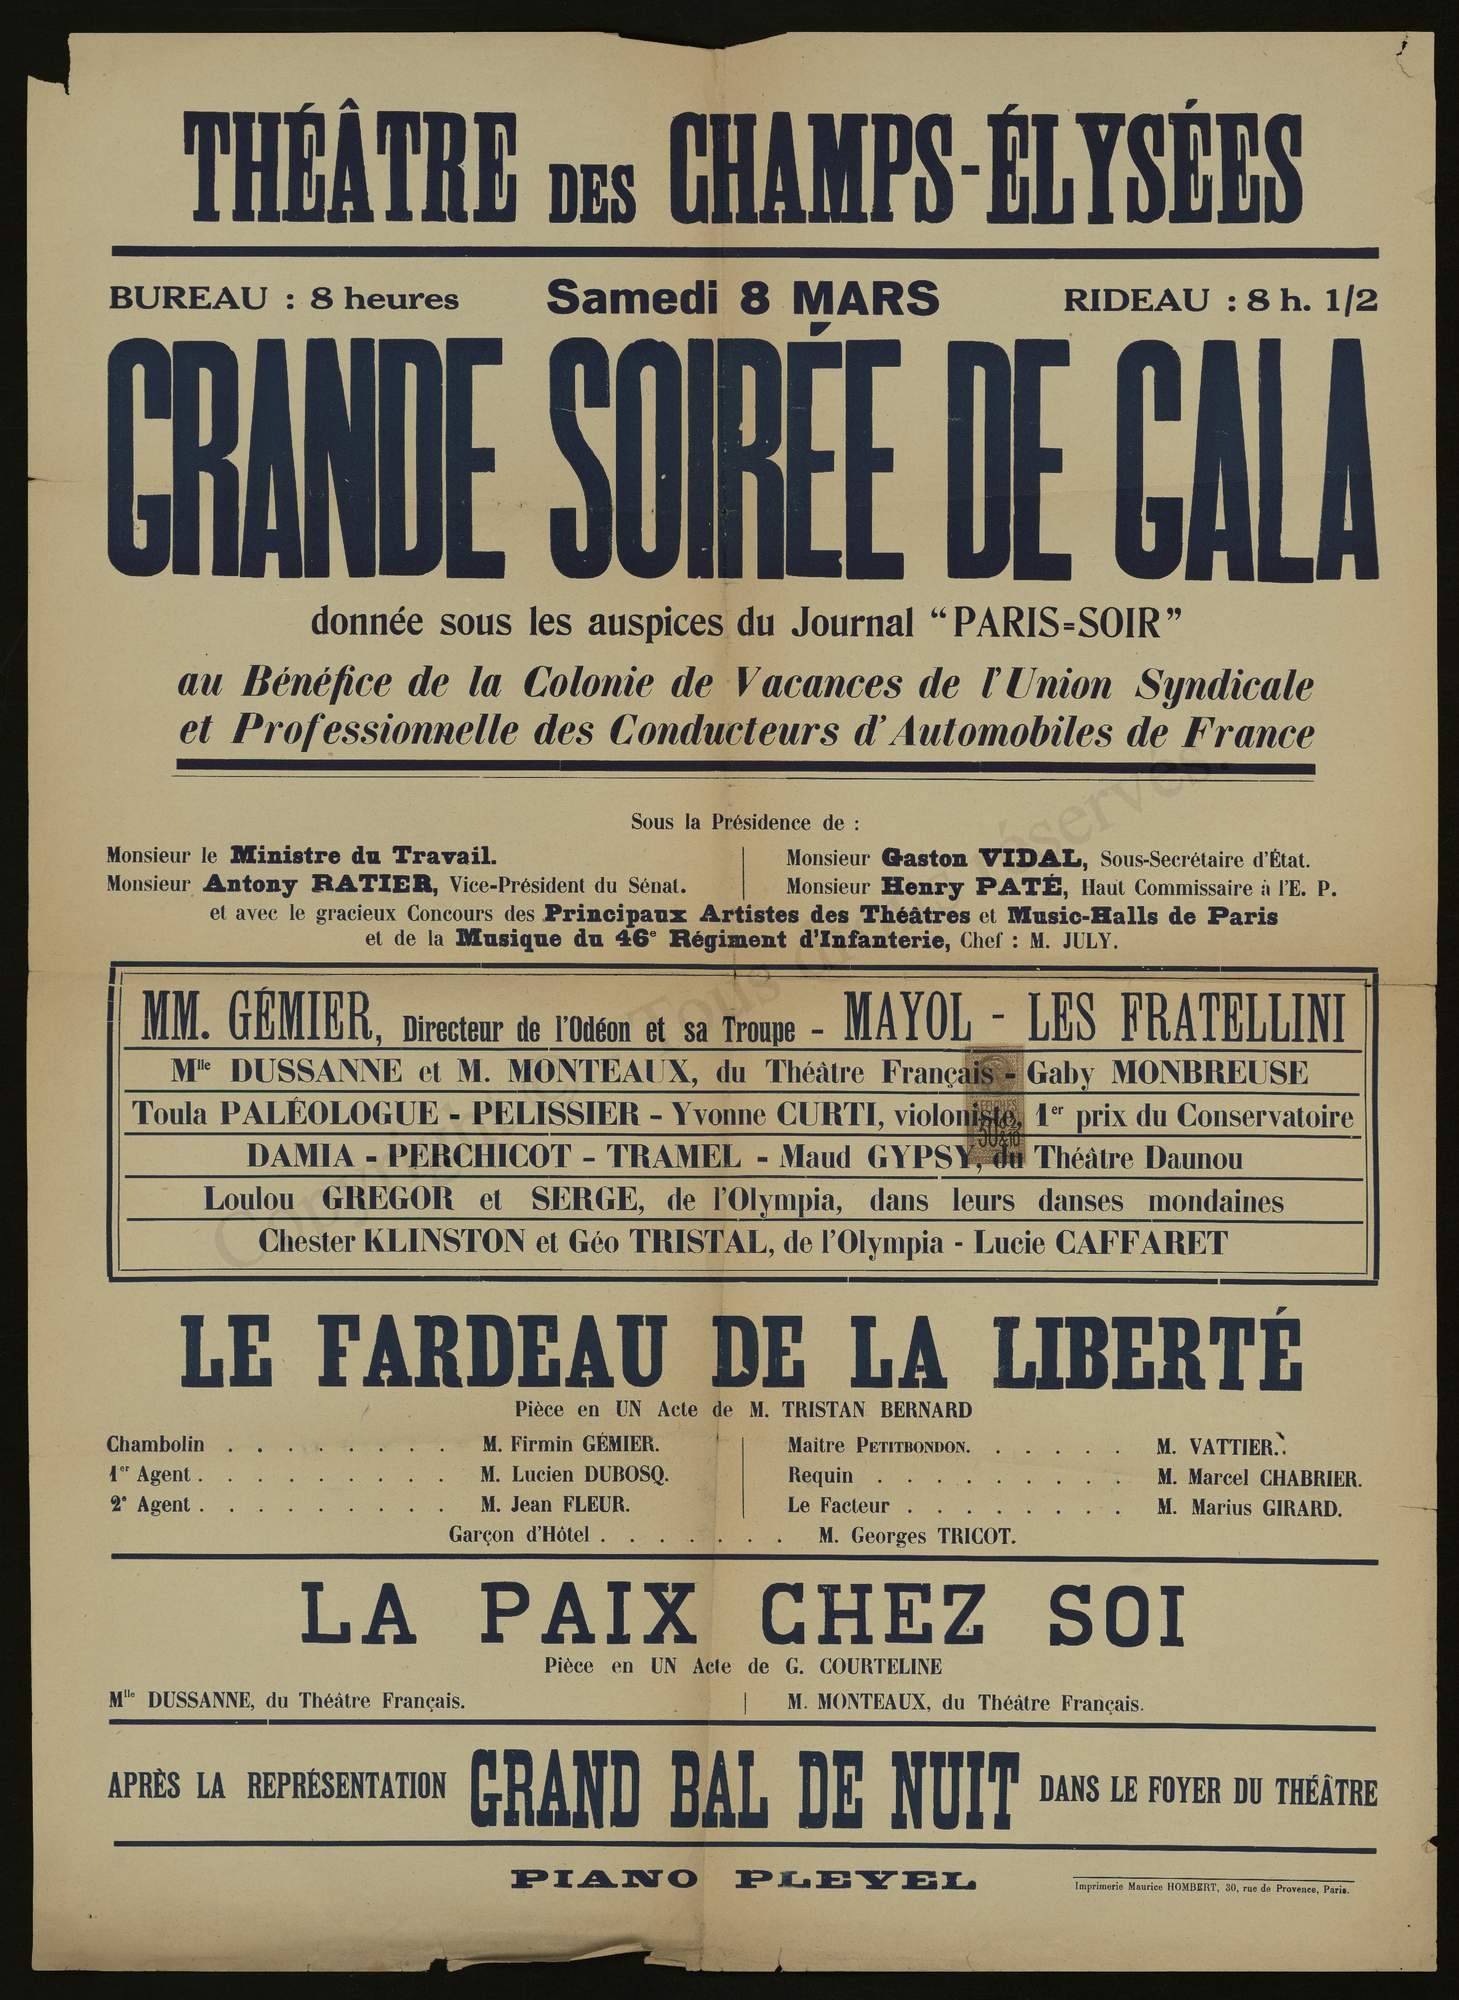 THÉÂTRE DES CHAMPS-ÉLYSÉES
BUREAU : 8 heures Samedi 8 MARS RIDEAU : 8 h. 1/2
GRANDE SOIRÉE DE GALA
donnée sous les auspices du Journal “PARIS=SOIR”
au Bénéfice de la Colonie de Vacances de l'Union Syndicale
et Professionnelle des Conducteurs d'Automobiles de France
Sous la Présidence de :
Monsieur le Ministre du Travail.
Monsieur Antony RATIER, Vice-Président du Sénat.
Monsieur Gaston VIDAL, Sous-Secrétaire d'État.
Monsieur Henry PATÉ, Haut Commissaire à l'E. P.
et avec le gracieux Concours des Principaux Artistes des Théâtres et Music-Halls de Paris
et de la Musique du 46e Régiment d'Infanterie, Chef : M. JULY.
MM. GÉMIER, Directeur de l'Odéon et sa Troupe - MAYOL - LES FRATELLINI
Mlle DUSSANNE et M. MONTEAUX, du Théâtre Français - Gaby MONBREUSE
Toula PALÉOLOGUE - PELISSIER - Yvonne CURTI, violoniste, 1er prix du Conservatoire
DAMIA - PERCHICOT - TRAMEL - Maud GYPSY, du Théâtre Daunou
Loulou GREGOR et SERGE, de l'Olympia, dans leurs danses mondaines
Chester KLINSTON et Géo TRISTAL, de l'Olympia - Lucie CAFFARET
LE FARDEAU DE LA LIBERTÉ
Pièce en UN Acte de M. TRISTAN BERNARD
Chambolin . . . . . . . . M. Firmin GÉMIER.
1er Agent . . . . . . . . . M. Lucien DUBOSQ.
2e Agent . . . . . . . . . M. Jean FLEUR.
Maître PETITBONDON. . . . . . M. VATTIER.
Requin . . . . . . . . . M. Marcel CHABRIER.
Le Facteur . . . . . . . . M. Marius GIRARD.
Garçon d'Hôtel . . . . . . . M. Georges TRICOT.
LA PAIX CHEZ SOI
Pièce en UN Acte de G. COURTELINE
Mlle DUSSANNE, du Théâtre Français. M. MONTEAUX, du Théâtre Français.
APRÈS LA REPRÉSENTATION GRAND BAL DE NUIT DANS LE FOYER DU THÉÂTRE
PIANO PLEYEL
Imprimerie Maurice HOMBERT, 30, rue de Provence, Paris.